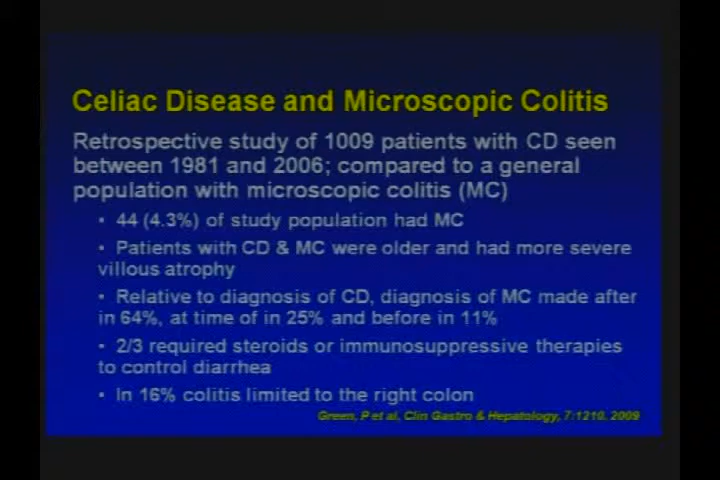 Celiac Disease and Microscopic Colitis
Retrospective study of 1009 patients with CD seen
between 1981 and 2006; compared to a general
population with microscopic colitis (MC)
• 44 (4.3%) of study population had MC
• Patients with CD & MC were older and had more severe
villous atrophy
• Relative to diagnosis of CD, diagnosis of MC made after
in 64%, at time of in 25% and before in 11%
• 2/3 required steroids or immunosuppressive therapies
to control diarrhea
• In 16% colitis limited to the right colon
Green, P et al, Clin Gastro & Hepatology, 7:1210, 2009